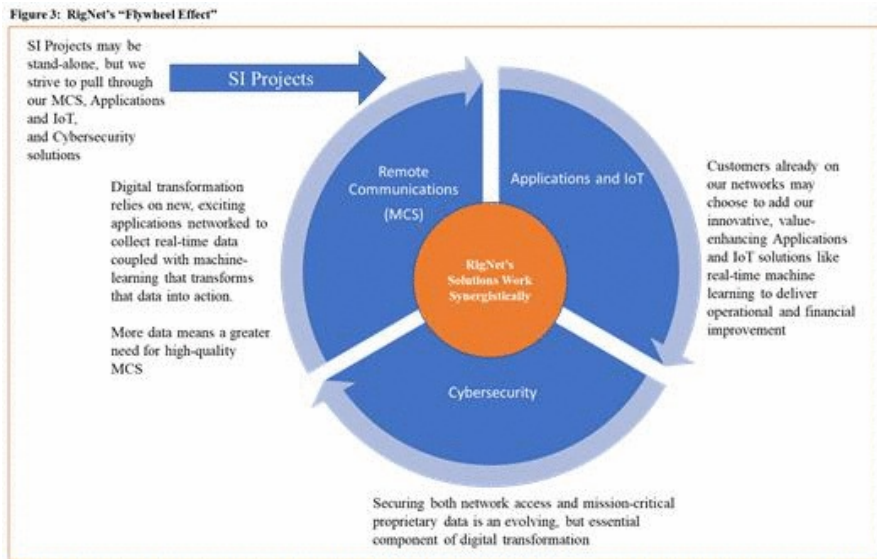 Figure 3: RigNet's "Flywheel Effect"
SI Projects may be
stand-alone, but we
strive to pull through
our MCS, Applications
and IoT,
and Cybersecurity
solutions
SI Projects
Digital transformation
relies on new, exciting
applications networked to
collect real-time data
coupled with machine-
learning that transforms
that data into action.
More data means a greater
need for high-quality
MCS
Remote
Communications
(MCS)
Applications and IoT
RigNet's
Solutions Work
Synergistically
Cybersecurity
Customers already on
our networks may
choose to add our
innovative, value-
enhancing Applications
and IoT solutions like
real-time machine
learning to deliver
operational and financial
improvement
Securing both network access and mission-critical
proprietary data is an evolving, but essential
component of digital transformation